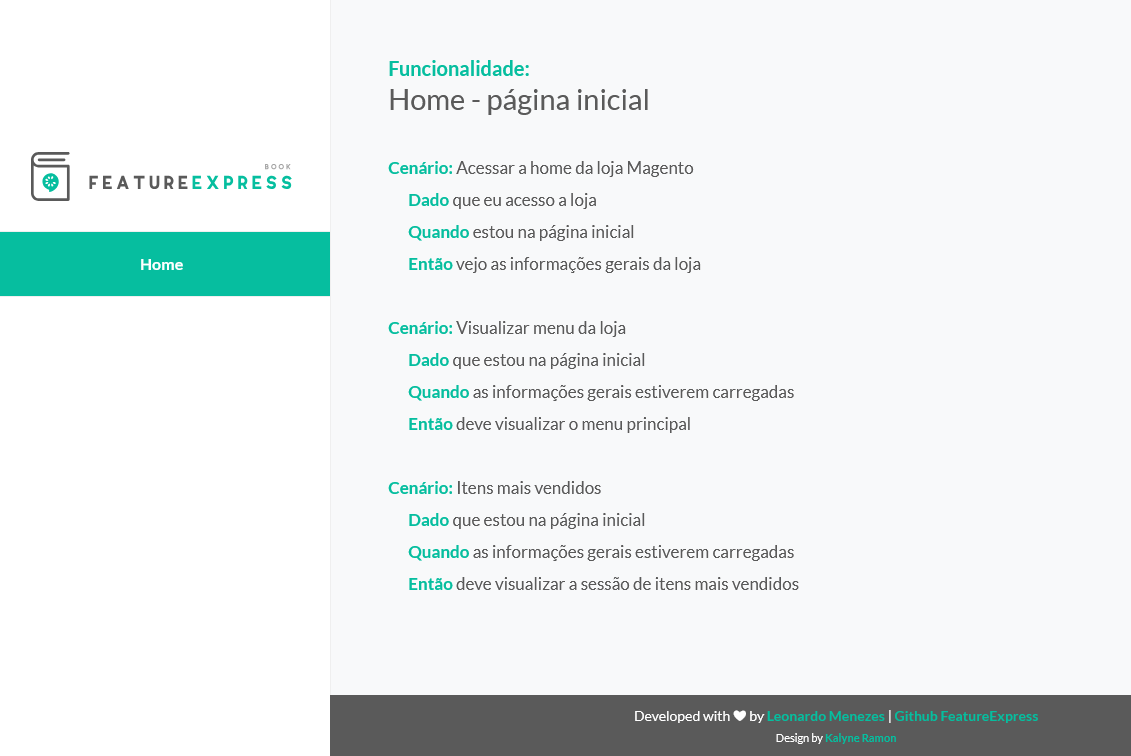 BOOK
FEATUREEXPRESS
Home
Funcionalidade:
Home - página inicial
Cenário: Acessar a home da loja Magento
Dado que eu acesso a loja
Quando estou na página inicial
Então vejo as informações gerais da loja
Cenário: Visualizar menu da loja
Dado que estou na página inicial
Quando as informações gerais estiverem carregadas
Então deve visualizar o menu principal
Cenário: Itens mais vendidos
Dado que estou na página inicial
Quando as informações gerais estiverem carregadas
Então deve visualizar a sessão de itens mais vendidos
Developed with ♥ by Leonardo Menezes | Github FeatureExpress
Design by Kalyne Ramon